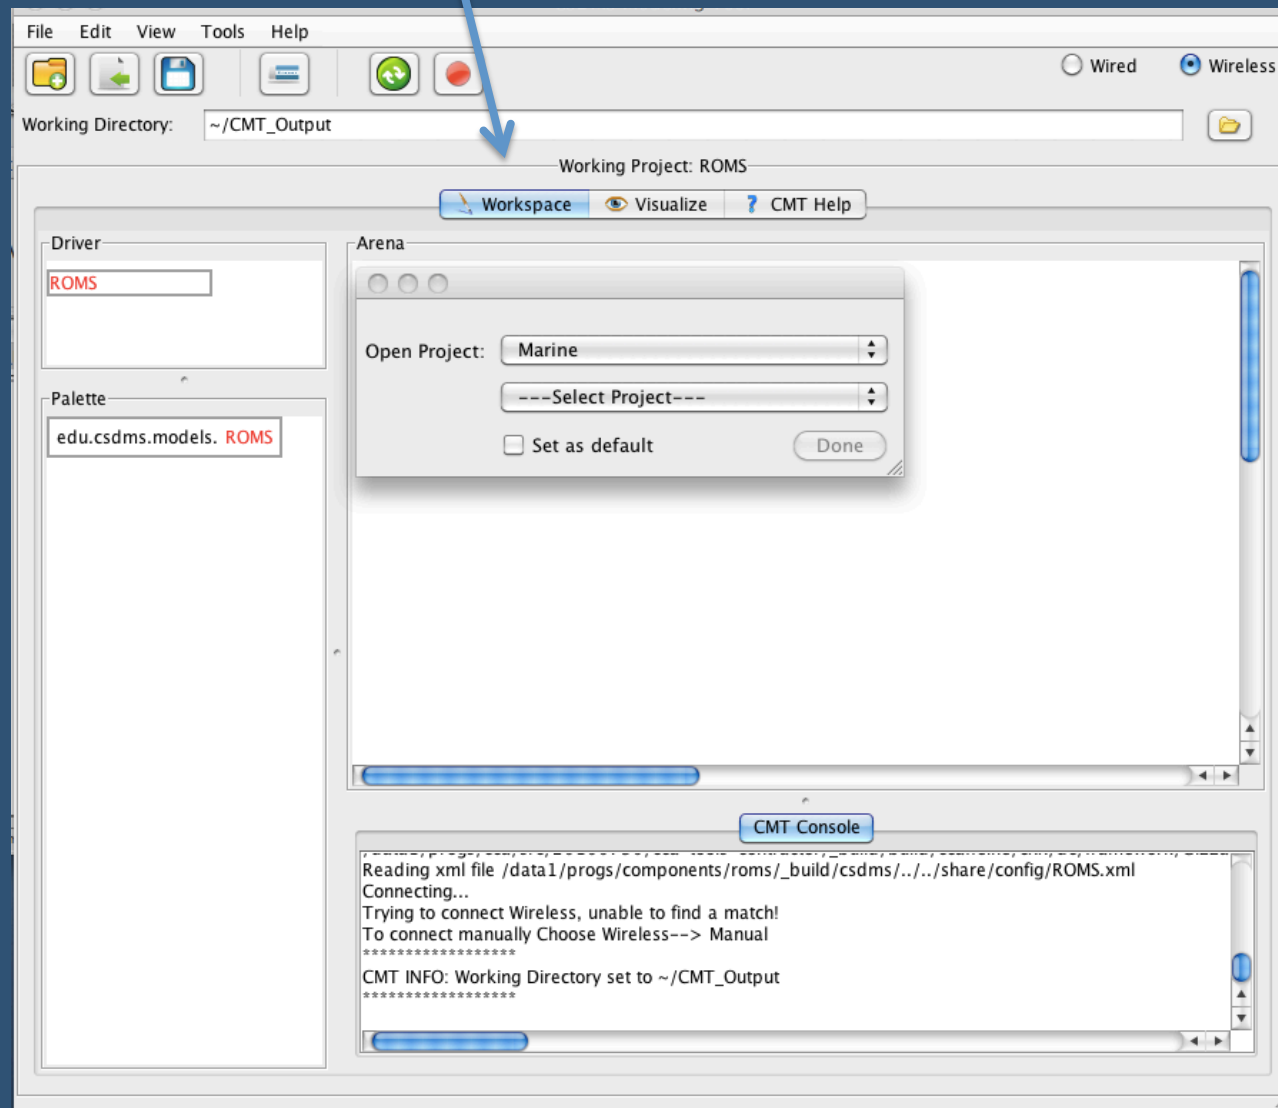 File Edit View Tools Help
Wired Wireless
Working Directory: ~/CMT_Output
Working Project: ROMS
Workspace Visualize ? CMT Help
Driver
ROMS
Palette
edu.csdms.models. ROMS
Arena
Open Project: Marine
---Select Project---
Set as default Done
CMT Console
Reading xml file /data1/progs/components/roms/_build/csdms/../../share/config/ROMS.xml
Connecting...
Trying to connect Wireless, unable to find a match!
To connect manually Choose Wireless--> Manual
******************
CMT INFO: Working Directory set to ~/CMT_Output
******************